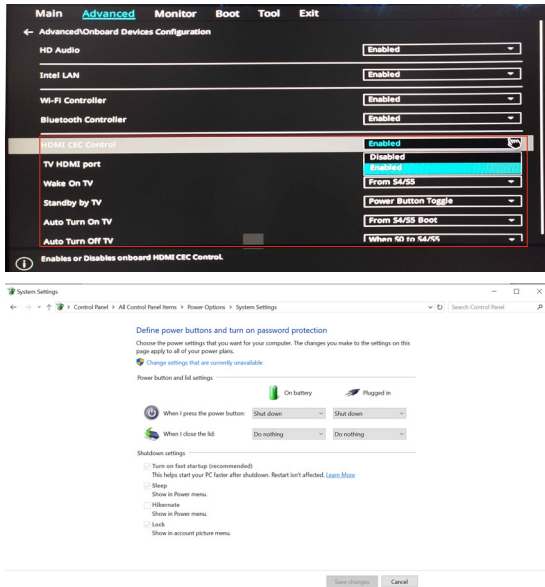 Main Advanced Monitor Boot Tool Exit
← Advanced\Onboard Devices Configuration
HD Audio Enabled
Intel LAN Enabled
Wi-Fi Controller Enabled
Bluetooth Controller Enabled
HDMI CEC Control Enabled
Disabled
TV HDMI port Enabled
Wake On TV From S4/S5
Standby by TV Power Button Toggle
Auto Turn On TV From S4/S5 Boot
Auto Turn Off TV When S0 to S4/S5
Enables or Disables onboard HDMI CEC Control.
System Settings
Control Panel > All Control Panel Items > Power Options > System Settings Search Control Panel
Define power buttons and turn on password protection
Choose the power settings that you want for your computer. The changes you make to the settings on this
page apply to all of your power plans.
Change settings that are currently unavailable
Power button and lid settings
On battery Plugged in
When I press the power button: Shut down Shut down
When I close the lid: Do nothing Do nothing
Shutdown settings
Turn on fast startup (recommended)
This helps start your PC faster after shutdown. Restart isn't affected. Learn More
Sleep
Show in Power menu.
Hibernate
Show in Power menu.
Lock
Show in account picture menu.
Save changes Cancel